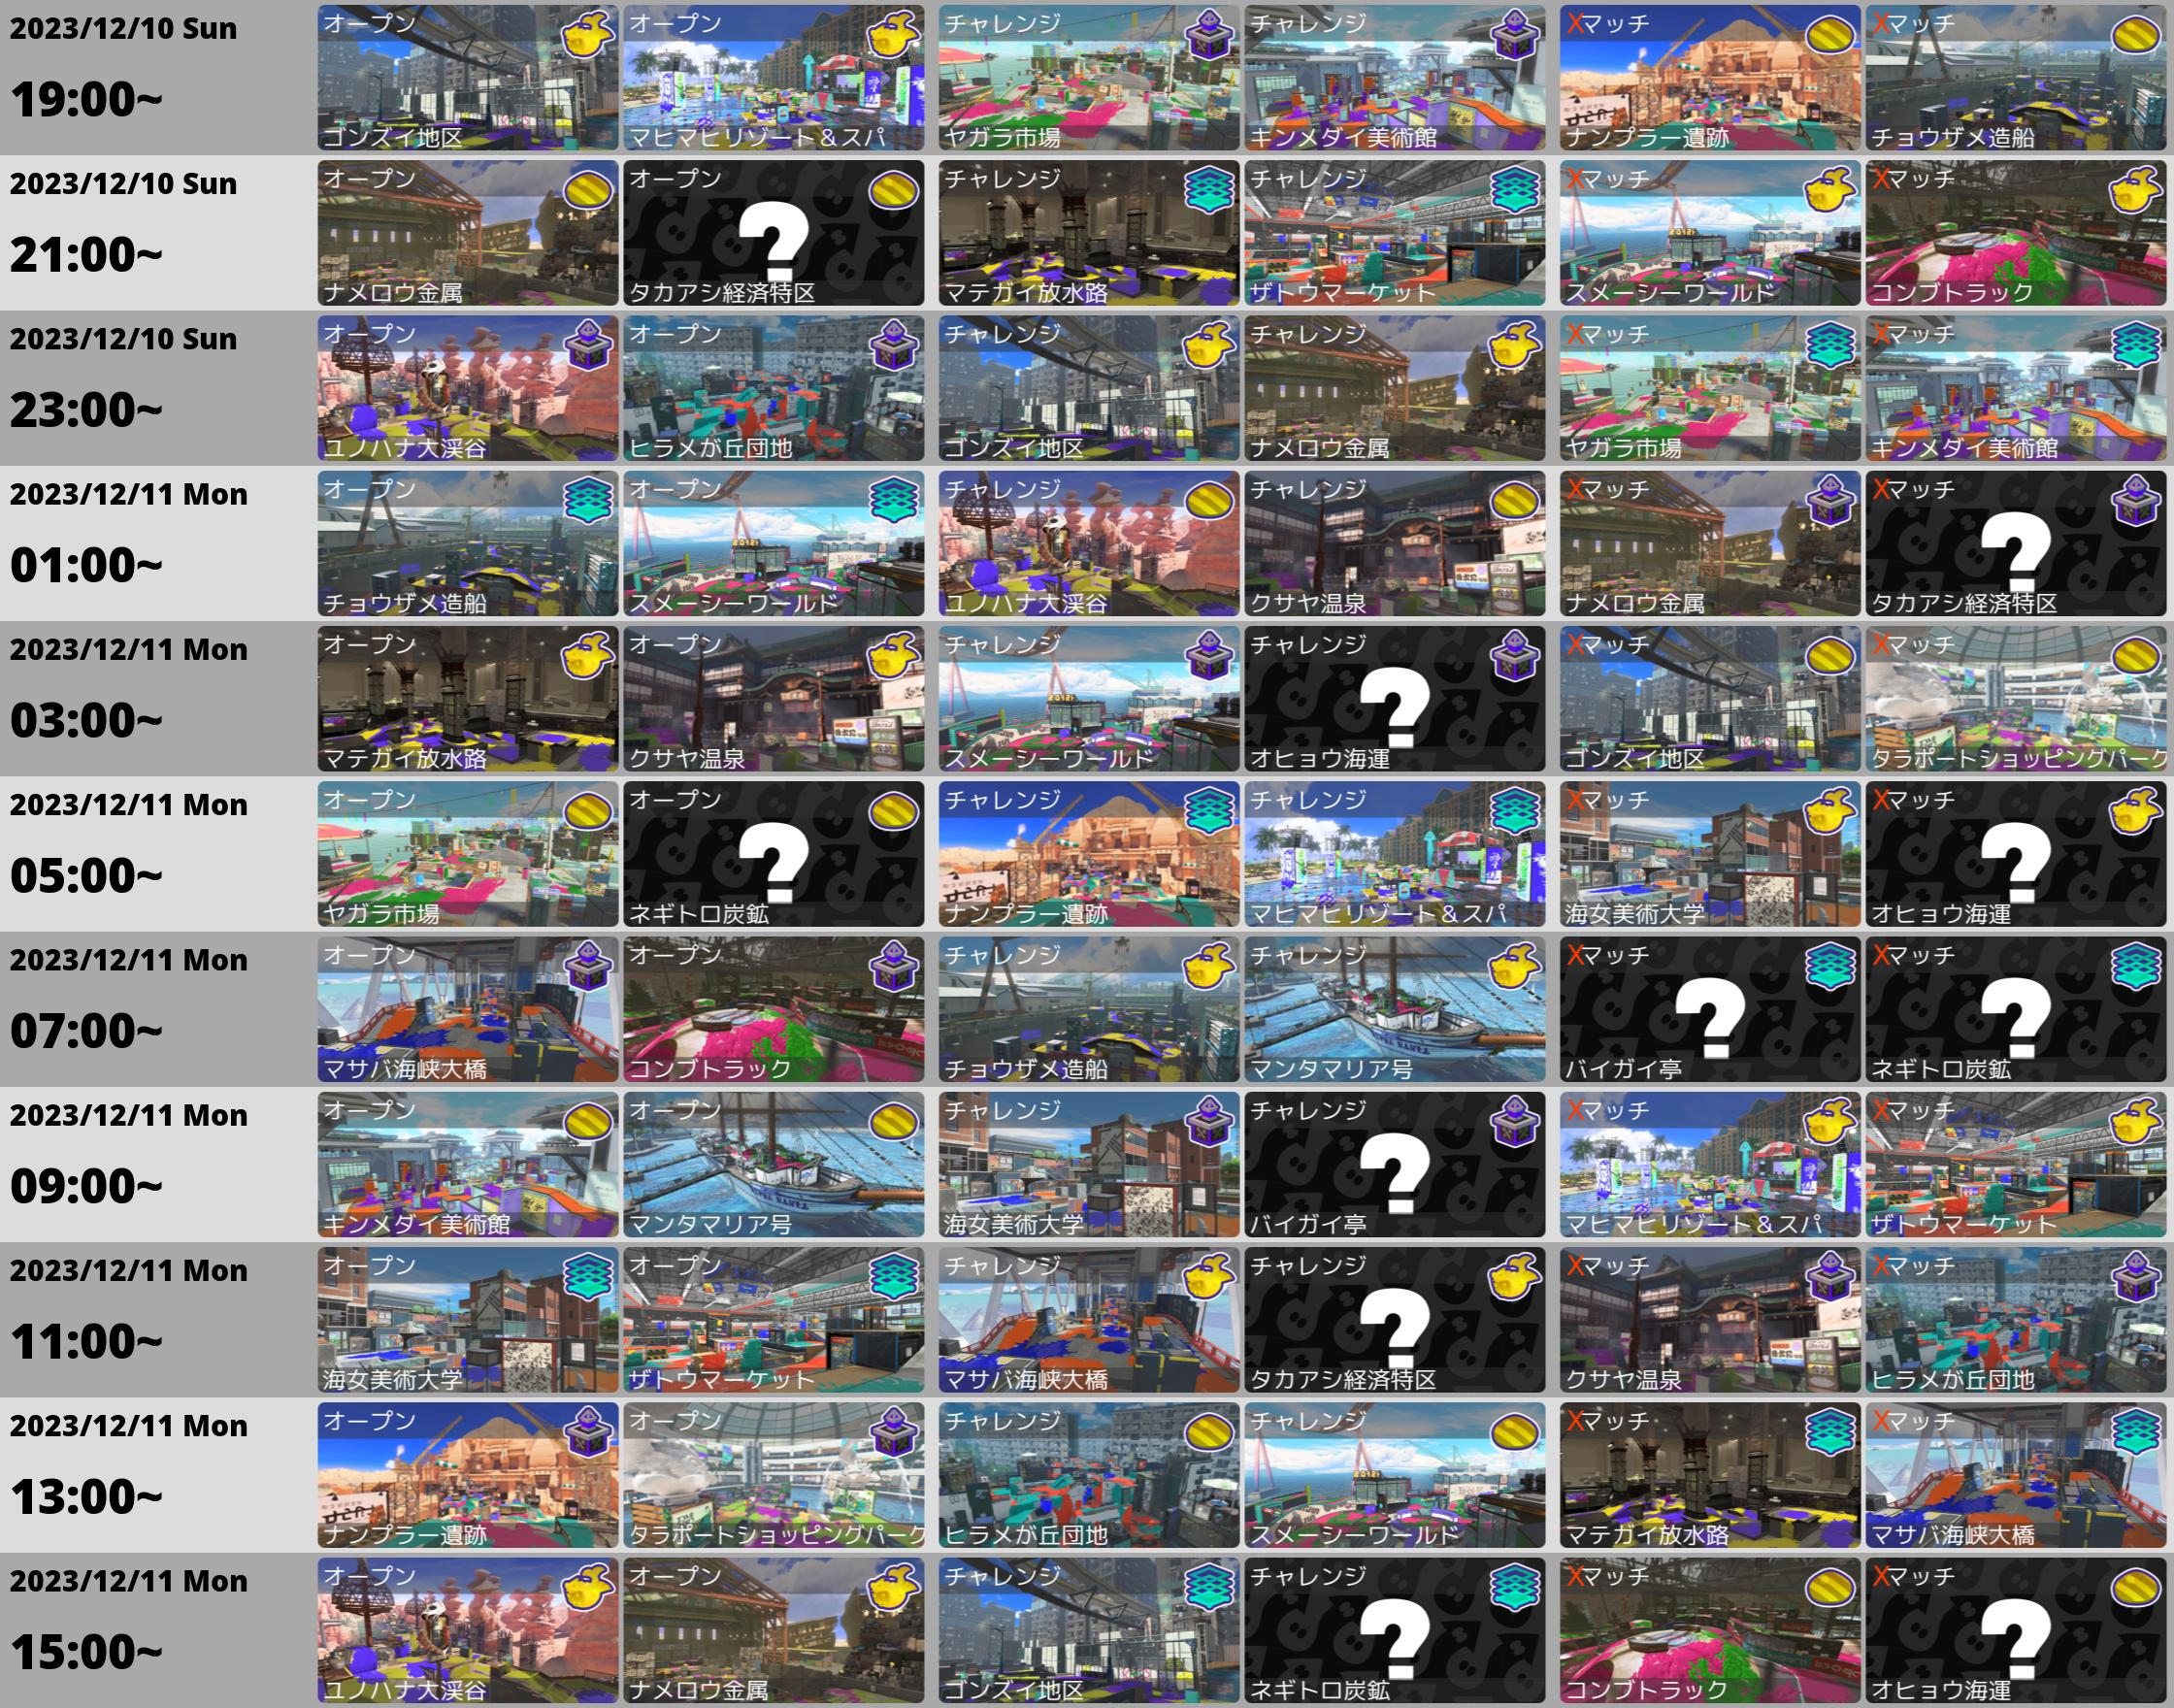 2023/12/10 Sun
19:00~
オープン
ゴンズイ地区
オープン
マヒマヒリゾート＆スパ
チャレンジ
ヤガラ市場
チャレンジ
キンメダイ美術館
Xマッチ
ナンプラー遺跡
Xマッチ
チョウザメ造船
2023/12/10 Sun
21:00~
オープン
ナメロウ金属
オープン
?
タカアシ経済特区
チャレンジ
マテガイ放水路
チャレンジ
ザトウマーケット
Xマッチ
スメーシーワールド
Xマッチ
コンブトラック
2023/12/10 Sun
23:00~
オープン
ユノハナ大渓谷
オープン
ヒラメが丘団地
チャレンジ
ゴンズイ地区
チャレンジ
ナメロウ金属
Xマッチ
ヤガラ市場
Xマッチ
キンメダイ美術館
2023/12/11 Mon
01:00~
オープン
チョウザメ造船
オープン
スメーシーワールド
チャレンジ
ユノハナ大渓谷
チャレンジ
クサヤ温泉
Xマッチ
ナメロウ金属
Xマッチ
?
タカアシ経済特区
2023/12/11 Mon
03:00~
オープン
マテガイ放水路
オープン
クサヤ温泉
チャレンジ
スメーシーワールド
チャレンジ
?
オヒョウ海運
Xマッチ
ゴンズイ地区
Xマッチ
タラポートショッピングパーク
2023/12/11 Mon
05:00~
オープン
ヤガラ市場
オープン
?
ネギトロ炭鉱
チャレンジ
ナンプラー遺跡
チャレンジ
マヒマヒリゾート＆スパ
Xマッチ
海女美術大学
Xマッチ
?
オヒョウ海運
2023/12/11 Mon
07:00~
オープン
マサバ海峡大橋
オープン
コンブトラック
チャレンジ
チョウザメ造船
チャレンジ
マンタマリア号
Xマッチ
?
バイガイ亭
Xマッチ
?
ネギトロ炭鉱
2023/12/11 Mon
09:00~
オープン
キンメダイ美術館
オープン
マンタマリア号
チャレンジ
海女美術大学
チャレンジ
?
バイガイ亭
Xマッチ
マヒマヒリゾート＆スパ
Xマッチ
ザトウマーケット
2023/12/11 Mon
11:00~
オープン
海女美術大学
オープン
ザトウマーケット
チャレンジ
マサバ海峡大橋
チャレンジ
?
タカアシ経済特区
Xマッチ
クサヤ温泉
Xマッチ
ヒラメが丘団地
2023/12/11 Mon
13:00~
オープン
ナンプラー遺跡
オープン
タラポートショッピングパーク
チャレンジ
ヒラメが丘団地
チャレンジ
スメーシーワールド
Xマッチ
マテガイ放水路
Xマッチ
マサバ海峡大橋
2023/12/11 Mon
15:00~
オープン
ユノハナ大渓谷
オープン
ナメロウ金属
チャレンジ
ゴンズイ地区
チャレンジ
?
ネギトロ炭鉱
Xマッチ
コンブトラック
Xマッチ
?
オヒョウ海運